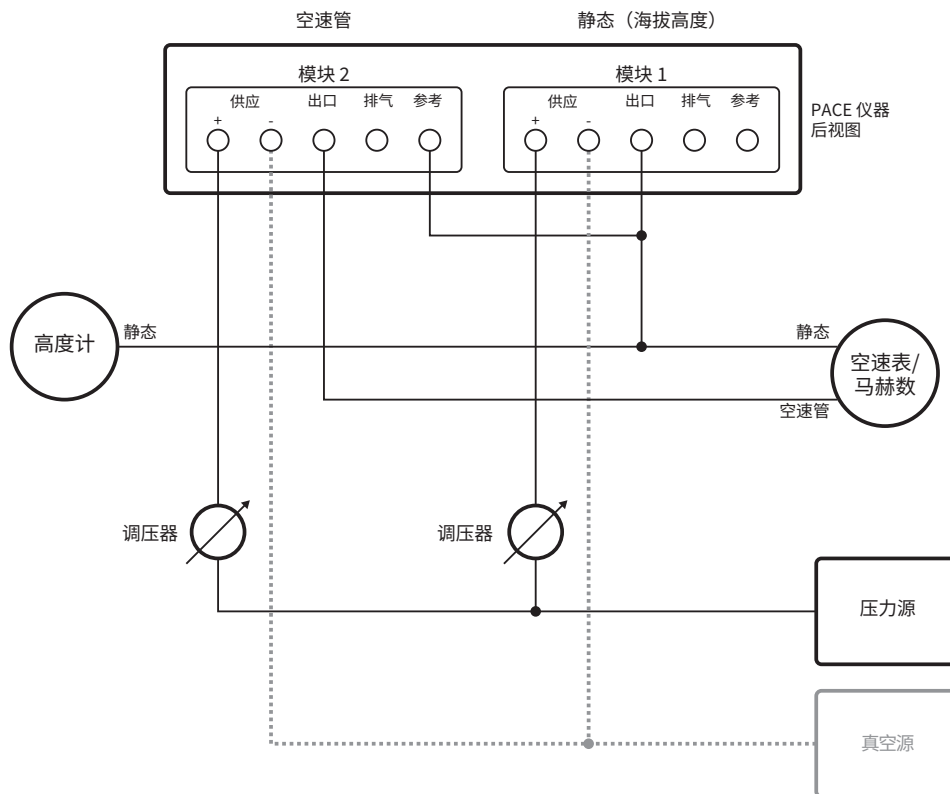 空速管
静态（海拔高度）
模块 2
模块 1
供应 出口 排气 参考
供应 出口 排气 参考
+ -
+ -
PACE 仪器
后视图
高度计
静态
静态
空速表/
马赫数
空速管
调压器
调压器
压力源
真空源